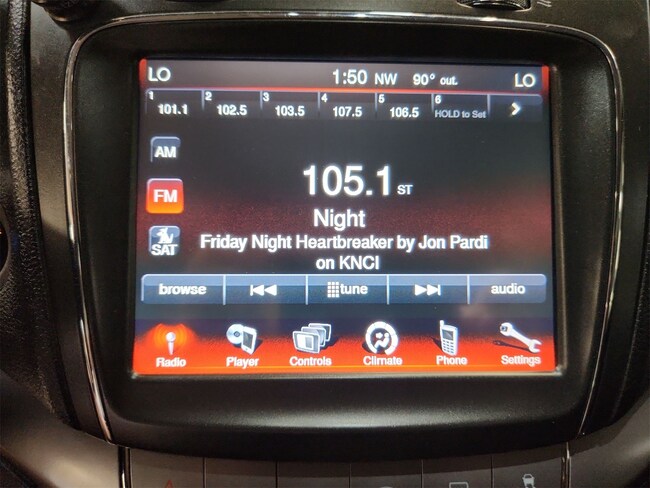 LO 1:50 NW 90° out. LO
1 2 3 4 5 6
101.1 102.5 103.5 107.5 106.5 HOLD to Set
AM
105.1 ST
FM
Night
SAT
Friday Night Heartbreaker by Jon Pardi
on KNCI
browse tune audio
Radio Player Controls Climate Phone Settings